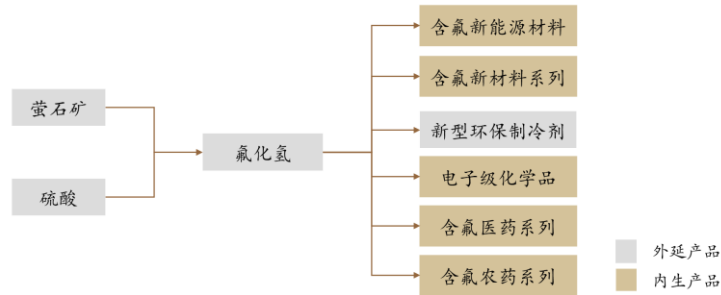 含氟新能源材料
含氟新材料系列
萤石矿
新型环保制冷剂
氟化氢
电子级化学品
硫酸
含氟医药系列
外延产品
含氟农药系列
内生产品